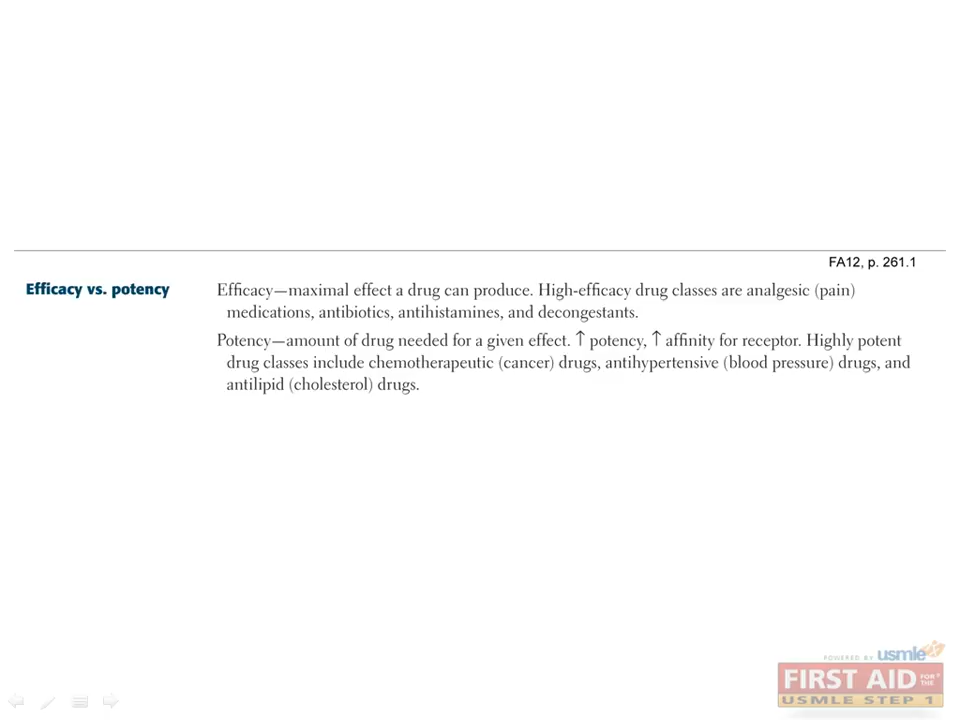 FA12, p. 261.1
Efficacy vs. potency
Efficacy—maximal effect a drug can produce. High-efficacy drug classes are analgesic (pain)
medications, antibiotics, antihistamines, and decongestants.
Potency—amount of drug needed for a given effect. ↑ potency, ↑ affinity for receptor. Highly potent
drug classes include chemotherapeutic (cancer) drugs, antihypertensive (blood pressure) drugs, and
antilipid (cholesterol) drugs.
POWERED BY usmle
FIRST AID FOR THE®
USMLE STEP 1